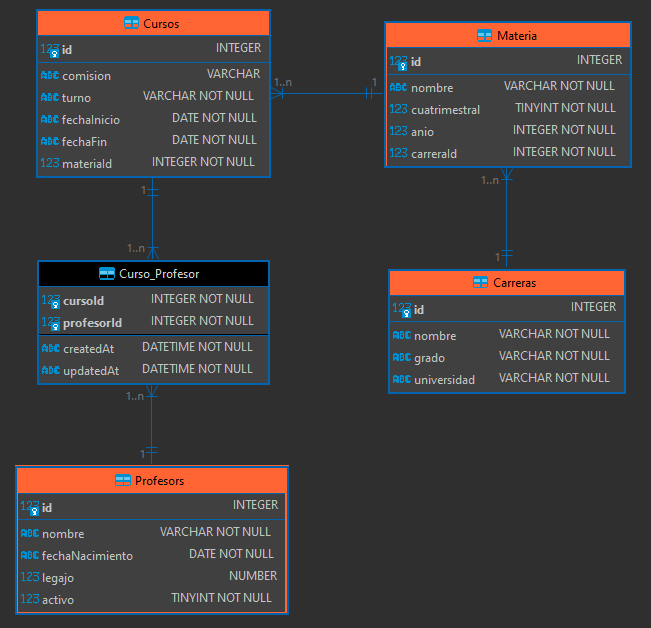 Cursos
123 id INTEGER
ABC comision VARCHAR
ABC turno VARCHAR NOT NULL
ABC fechaInicio DATE NOT NULL
ABC fechaFin DATE NOT NULL
123 materiaId INTEGER NOT NULL
1..n
1
Materia
123 id INTEGER
ABC nombre VARCHAR NOT NULL
123 cuatrimestral TINYINT NOT NULL
123 anio INTEGER NOT NULL
123 carreraId INTEGER NOT NULL
1
1..n
1..n
1
Curso_Profesor
123 cursoId INTEGER NOT NULL
123 profesorId INTEGER NOT NULL
ABC createdAt DATETIME NOT NULL
ABC updatedAt DATETIME NOT NULL
Carreras
123 id INTEGER
ABC nombre VARCHAR NOT NULL
ABC grado VARCHAR NOT NULL
ABC universidad VARCHAR NOT NULL
1..n
1
Profesors
123 id INTEGER
ABC nombre VARCHAR NOT NULL
ABC fechaNacimiento DATE NOT NULL
123 legajo NUMBER
123 activo TINYINT NOT NULL